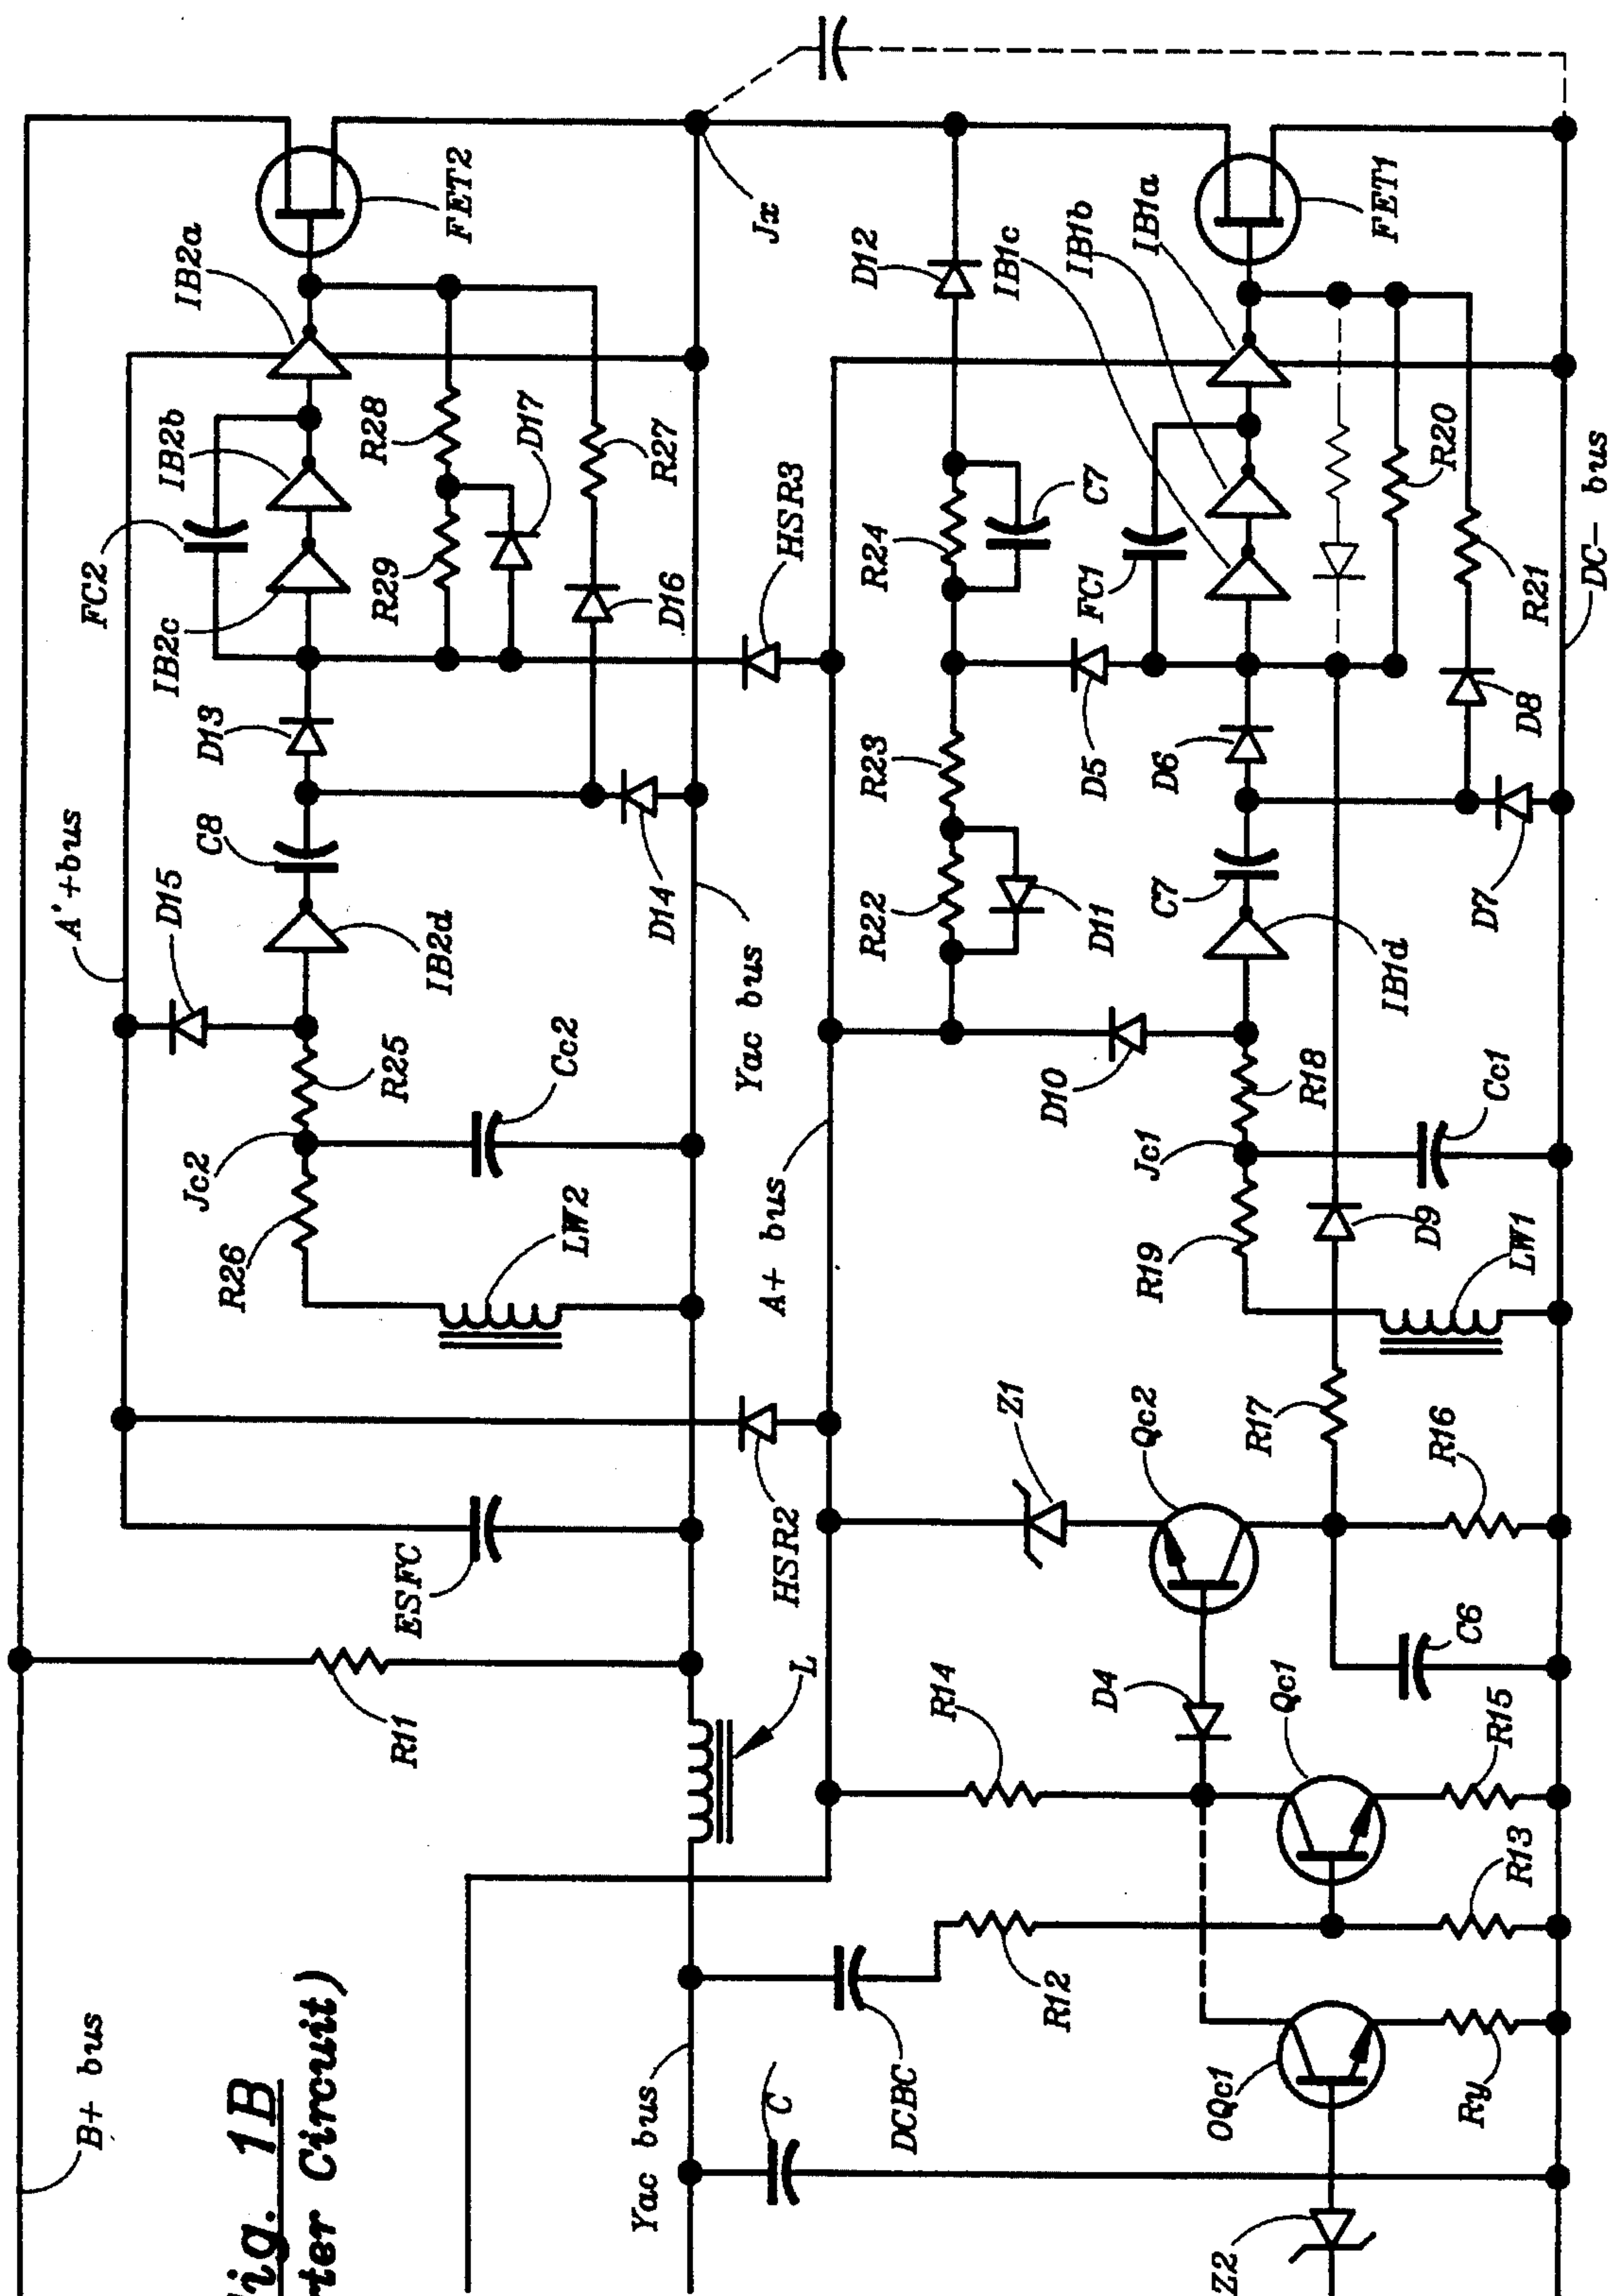 B+ bus
Fig. 1B
rter Circuit)
A'+bus
D15
C8
D13
IB2c
FC2
IB2b
IB2a
FET2
R28
R29
D17
R27
D16
D14
IB2d
R25
Jc2
R26
Cc2
LW2
ESFC
R11
Yac bus
HSR3
Jx
L
HSR2
A+ bus
Yac bus
C
DCBC
R12
R14
D4
Z1
Qc2
Qc1
R15
R13
OQc1
Ry
Z2
C6
R16
R17
D9
LW1
R19
Jc1
R18
Cc1
D10
R22
D11
R23
R24
C7
D12
D5
FC1
IB1c
IB1b
IB1a
FET1
D6
C7
IB1d
D7
D8
R21
R20
DC- bus